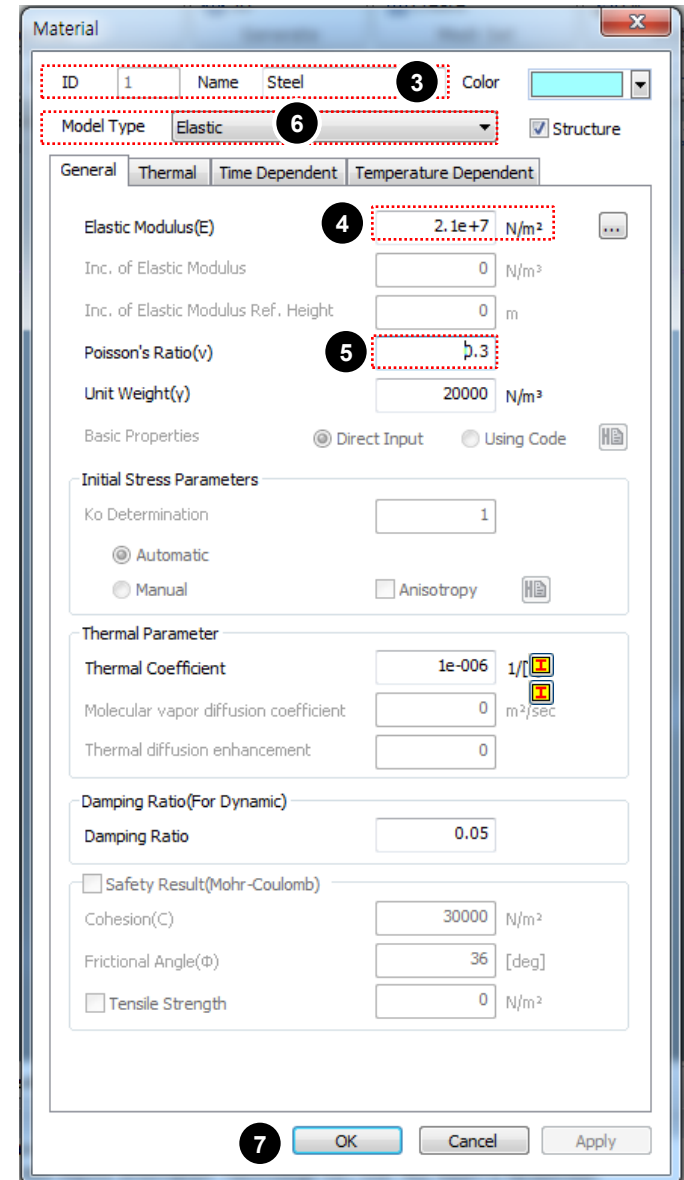 Material
ID 1 Name Steel 3 Color
Model Type Elastic 6 Structure
General Thermal Time Dependent Temperature Dependent
Elastic Modulus(E) 4 2.1e+7 N/m² ...
Inc. of Elastic Modulus 0 N/m³
Inc. of Elastic Modulus Ref. Height 0 m
Poisson's Ratio(ν) 5 0.3
Unit Weight(γ) 20000 N/m³
Basic Properties Direct Input Using Code
Initial Stress Parameters
Ko Determination 1
Automatic
Manual Anisotropy
Thermal Parameter
Thermal Coefficient 1e-006 1/[
Molecular vapor diffusion coefficient 0 m²/sec
Thermal diffusion enhancement 0
Damping Ratio(For Dynamic)
Damping Ratio 0.05
Safety Result(Mohr-Coulomb)
Cohesion(C) 30000 N/m²
Frictional Angle(Φ) 36 [deg]
Tensile Strength 0 N/m²
7 OK Cancel Apply